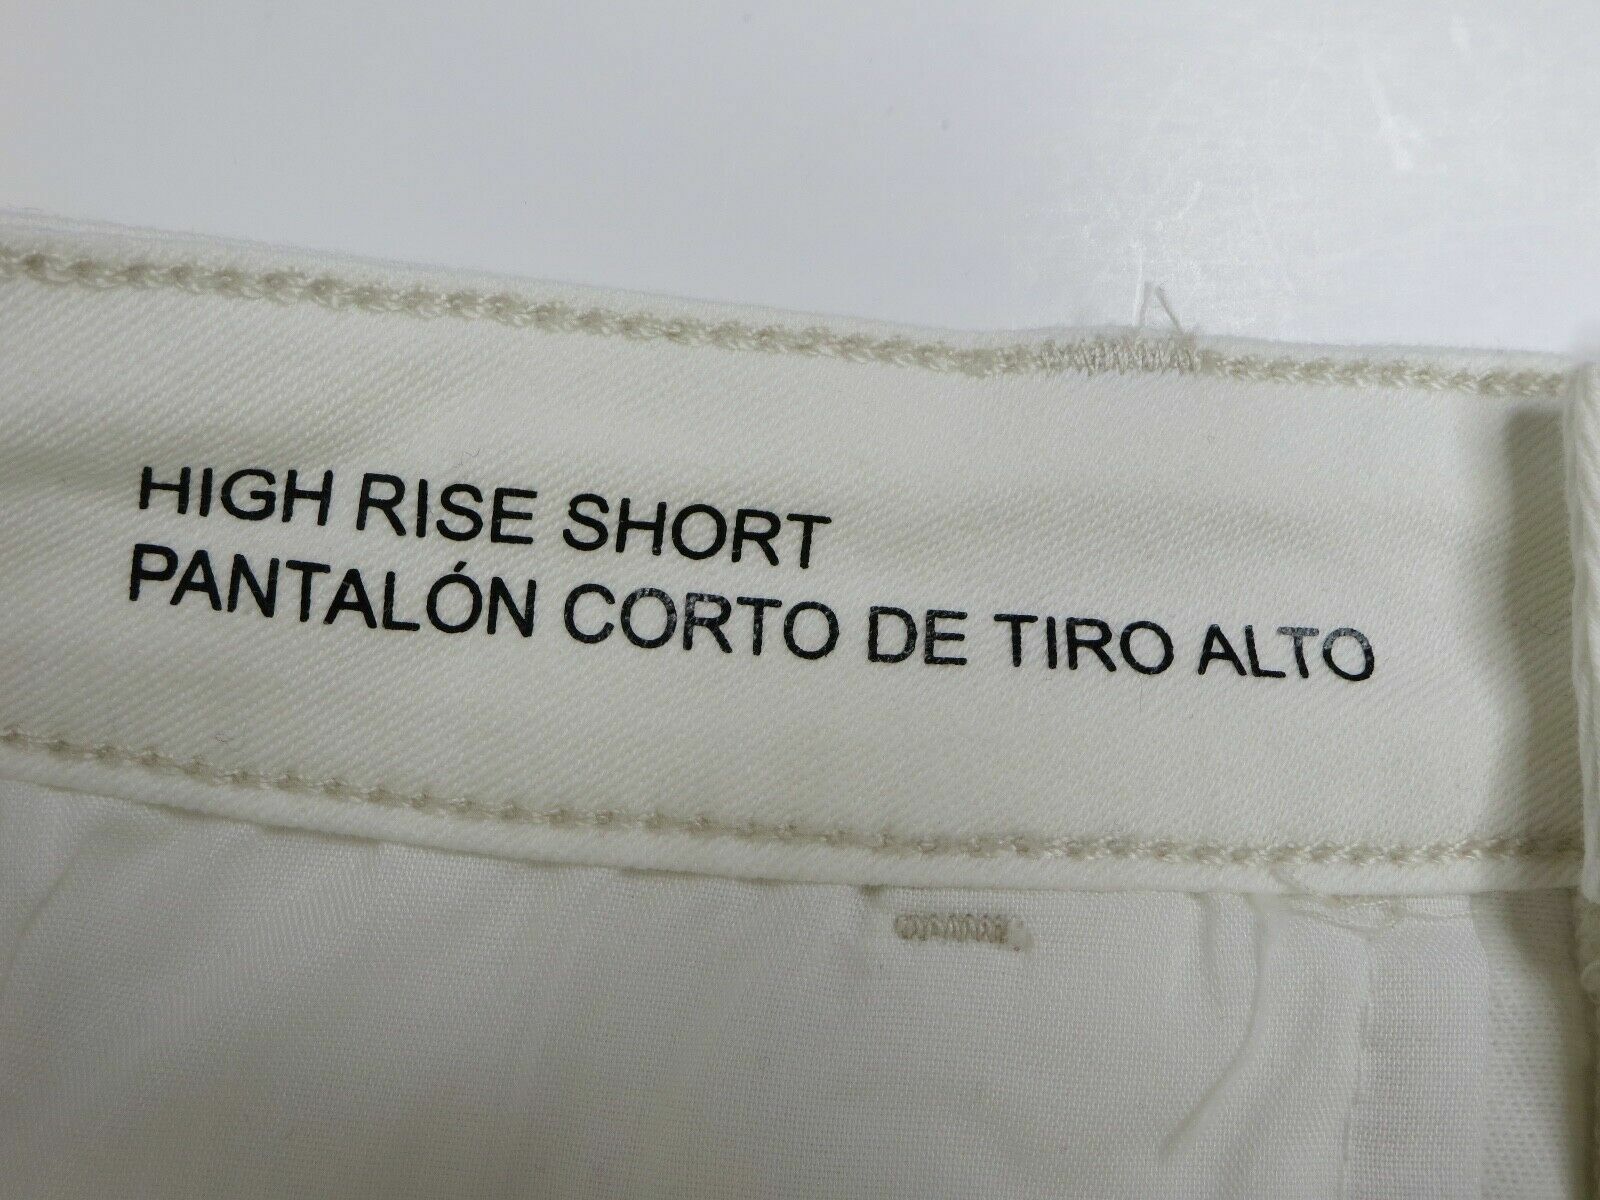 HIGH RISE SHORT
PANTALÓN CORTO DE TIRO ALTO